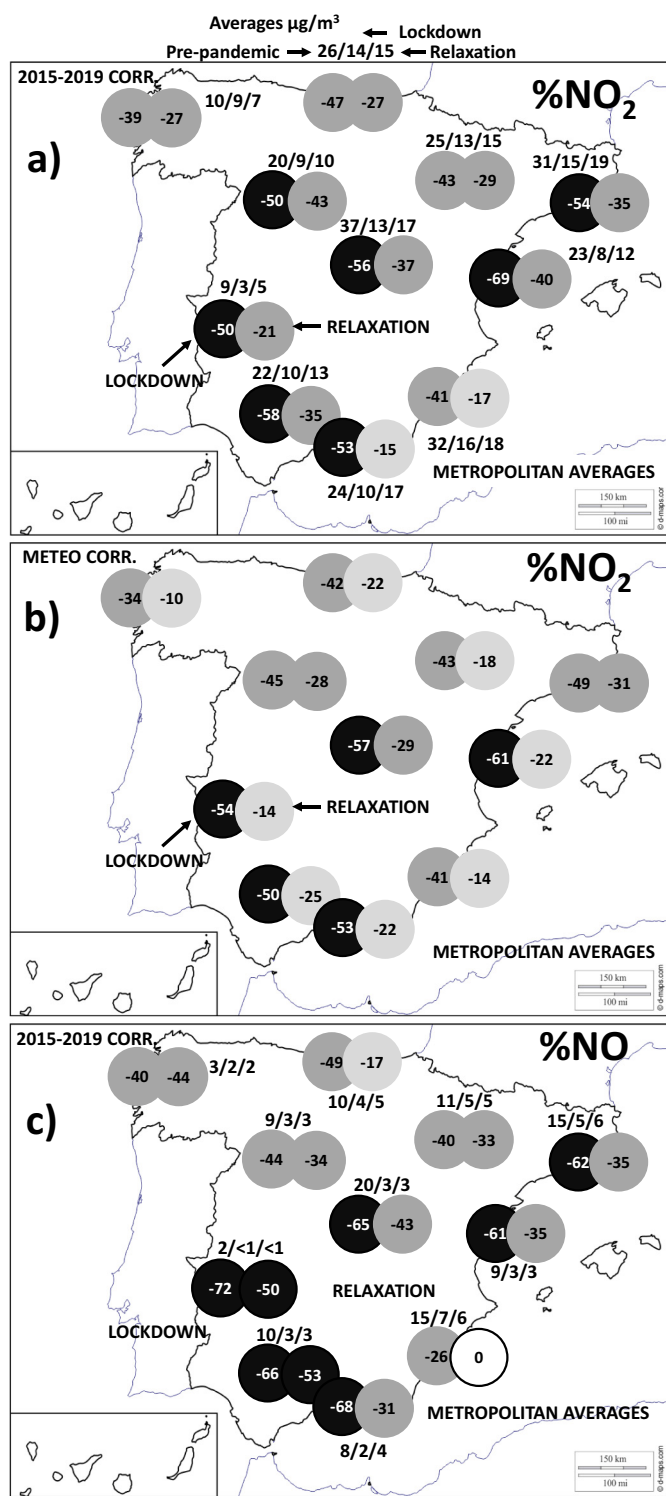 Averages µg/m³
Lockdown
Pre-pandemic 26/14/15 Relaxation
2015-2019 CORR.
%NO₂
a)
-39 -27
10/9/7
-47 -27
25/13/15
-43 -29
31/15/19
-54 -35
20/9/10
-50 -43
37/13/17
-56 -37
23/8/12
-69 -40
9/3/5
-50 -21
RELAXATION
LOCKDOWN
22/10/13
-58 -35
-41 -17
32/16/18
-53 -15
24/10/17
METROPOLITAN AVERAGES
150 km
100 mi
© d-maps.com
METEO CORR.
%NO₂
b)
-34 -10
-42 -22
-43 -18
-45 -28
-49 -31
-57 -29
-61 -22
-54 -14
RELAXATION
LOCKDOWN
-41 -14
-50 -25
-53 -22
METROPOLITAN AVERAGES
150 km
100 mi
© d-maps.com
2015-2019 CORR.
%NO
c)
-40 -44
3/2/2
-49 -17
10/4/5
11/5/5
-40 -33
15/5/6
-62 -35
9/3/3
-44 -34
20/3/3
-65 -43
-61 -35
9/3/3
2/<1/<1
-72 -50
RELAXATION
LOCKDOWN
15/7/6
-26 0
10/3/3
-66 -53
-68 -31
8/2/4
METROPOLITAN AVERAGES
150 km
100 mi
© d-maps.com